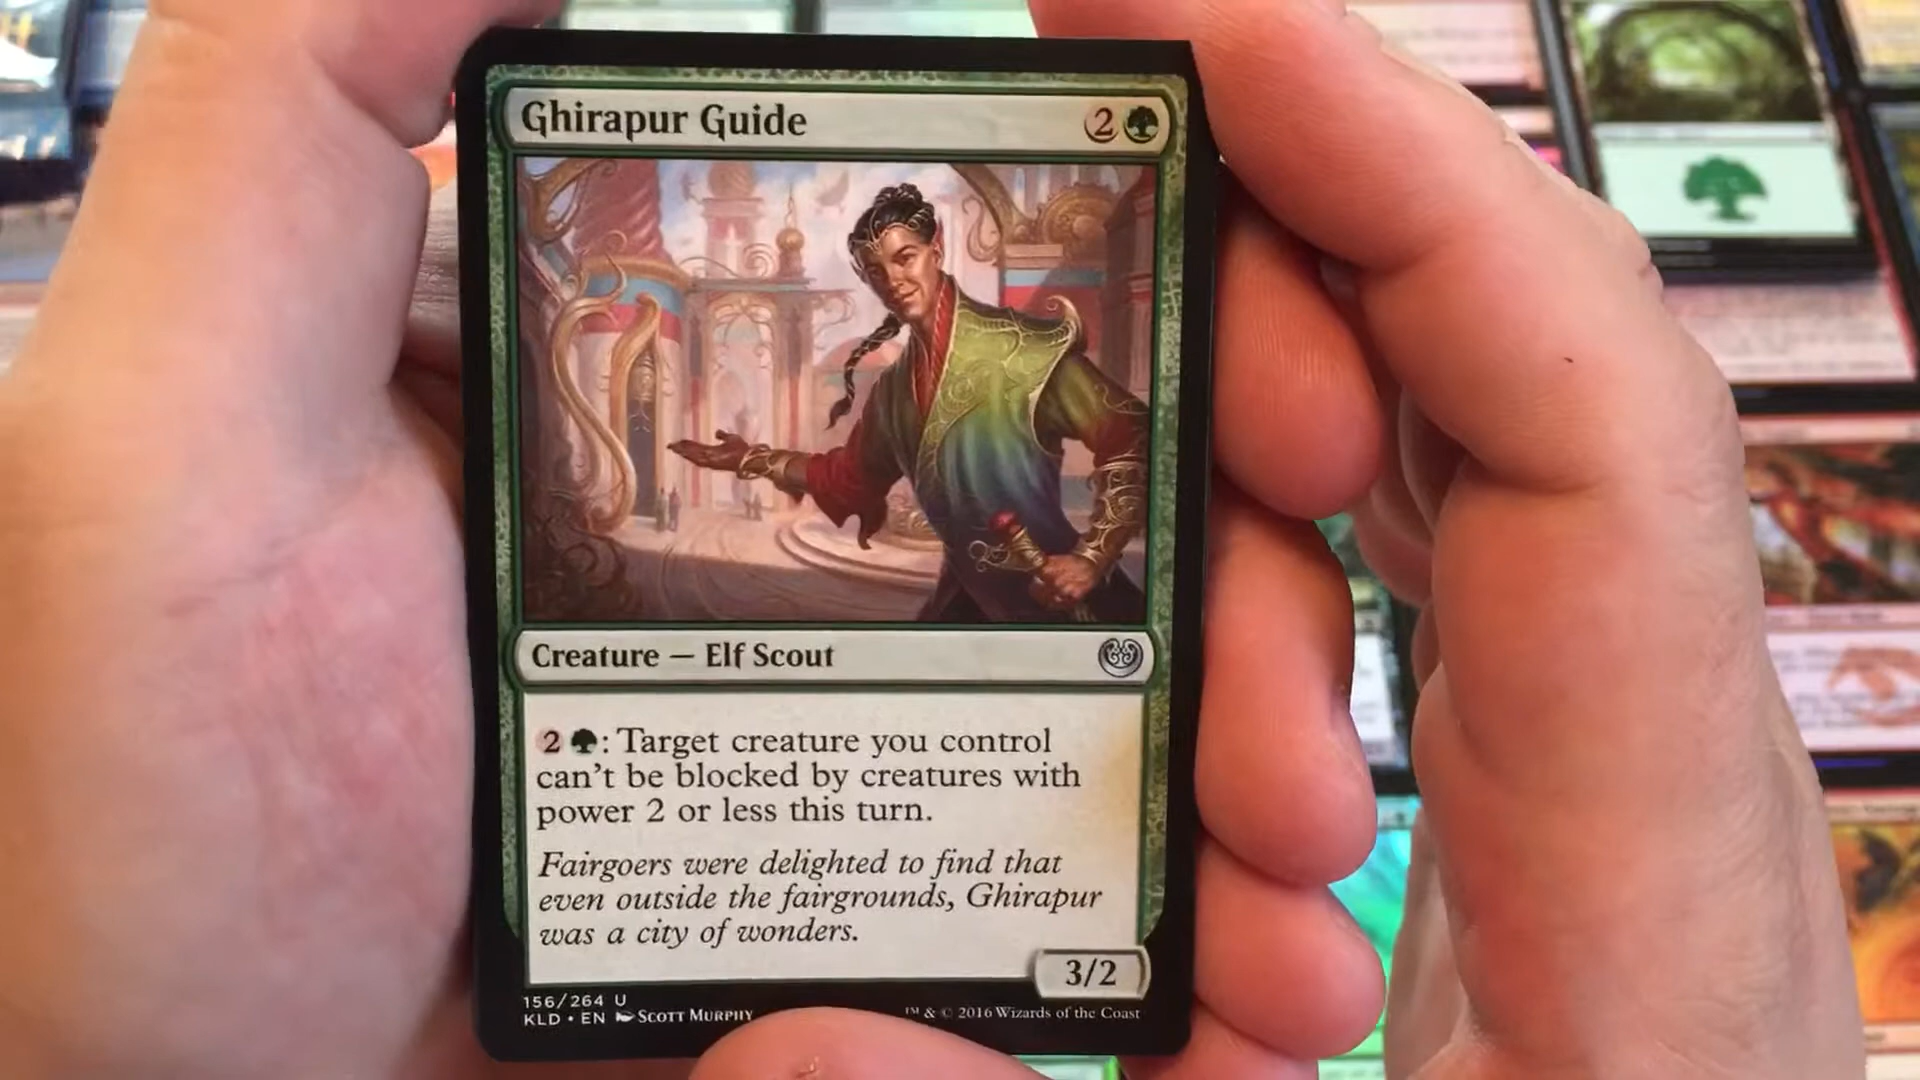 Ghirapur Guide 2
Creature — Elf Scout
2 : Target creature you control
can't be blocked by creatures with
power 2 or less this turn.
Fairgoers were delighted to find that
even outside the fairgrounds, Ghirapur
was a city of wonders.
3/2
156/264 U
KLD • EN SCOTT MURPHY
™ & © 2016 Wizards of the Coast